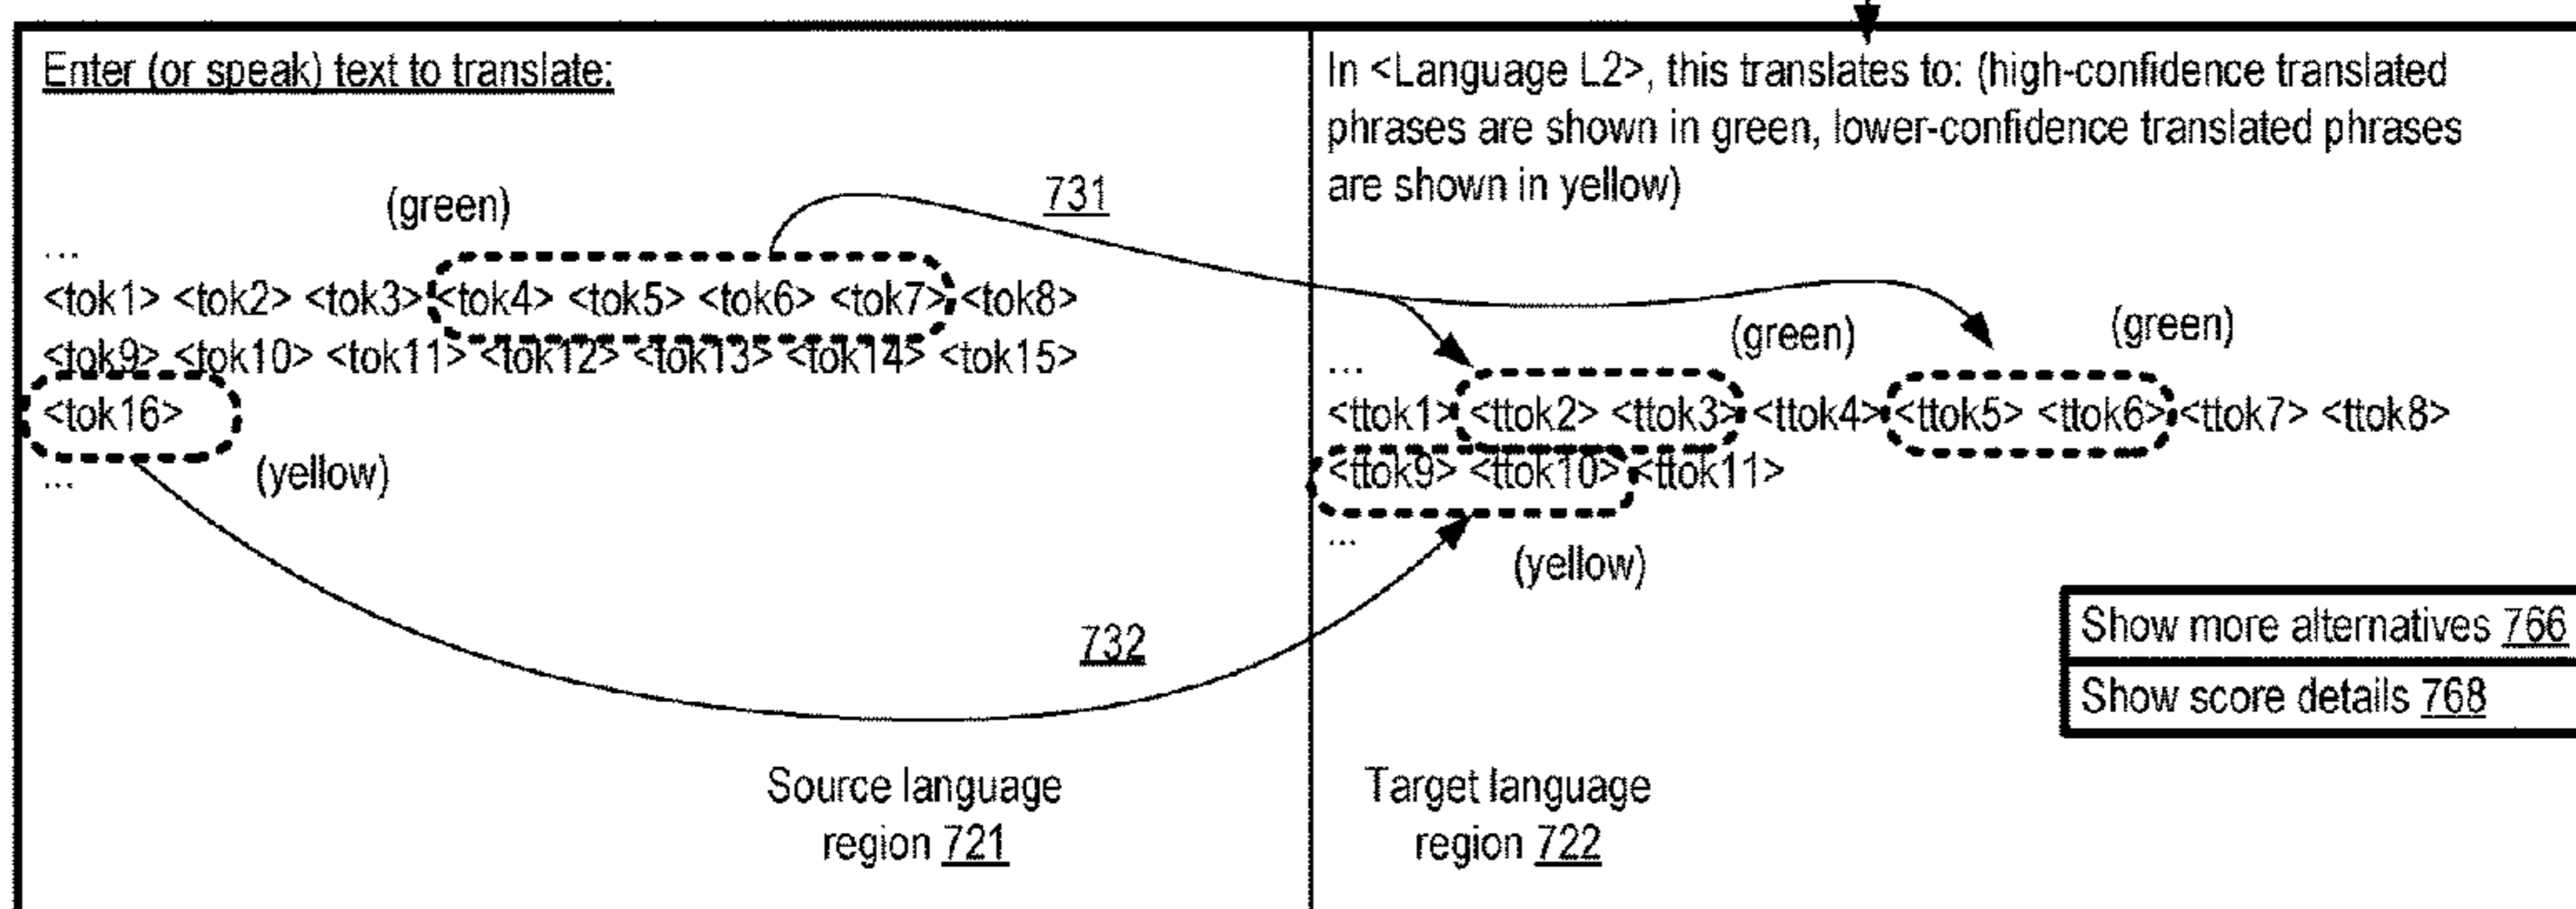 Enter (or speak) text to translate:
(green)
731
...
<tok1> <tok2> <tok3> <tok4> <tok5> <tok6> <tok7> <tok8>
<tok9> <tok10> <tok11> <tok12> <tok13> <tok14> <tok15>
<tok16>
(yellow)
...
732
Source language
region 721
In <Language L2>, this translates to: (high-confidence translated
phrases are shown in green, lower-confidence translated phrases
are shown in yellow)
(green)
(green)
...
<ttok1> <ttok2> <ttok3> <ttok4> <ttok5> <ttok6> <ttok7> <ttok8>
<ttok9> <ttok10> <ttok11>
...
(yellow)
Show more alternatives 766
Show score details 768
Target language
region 722